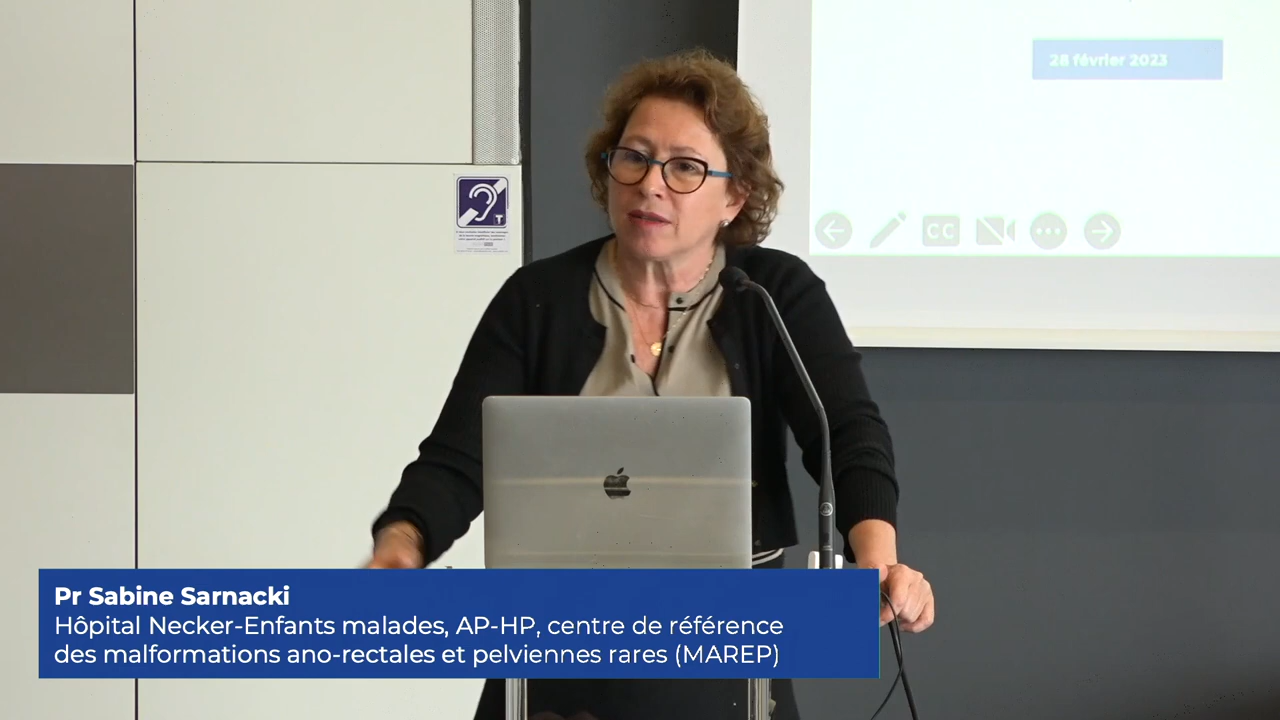 28 février 2023
CC
T
Pr Sabine Sarnacki
Hôpital Necker-Enfants malades, AP-HP, centre de référence
des malformations ano-rectales et pelviennes rares (MAREP)